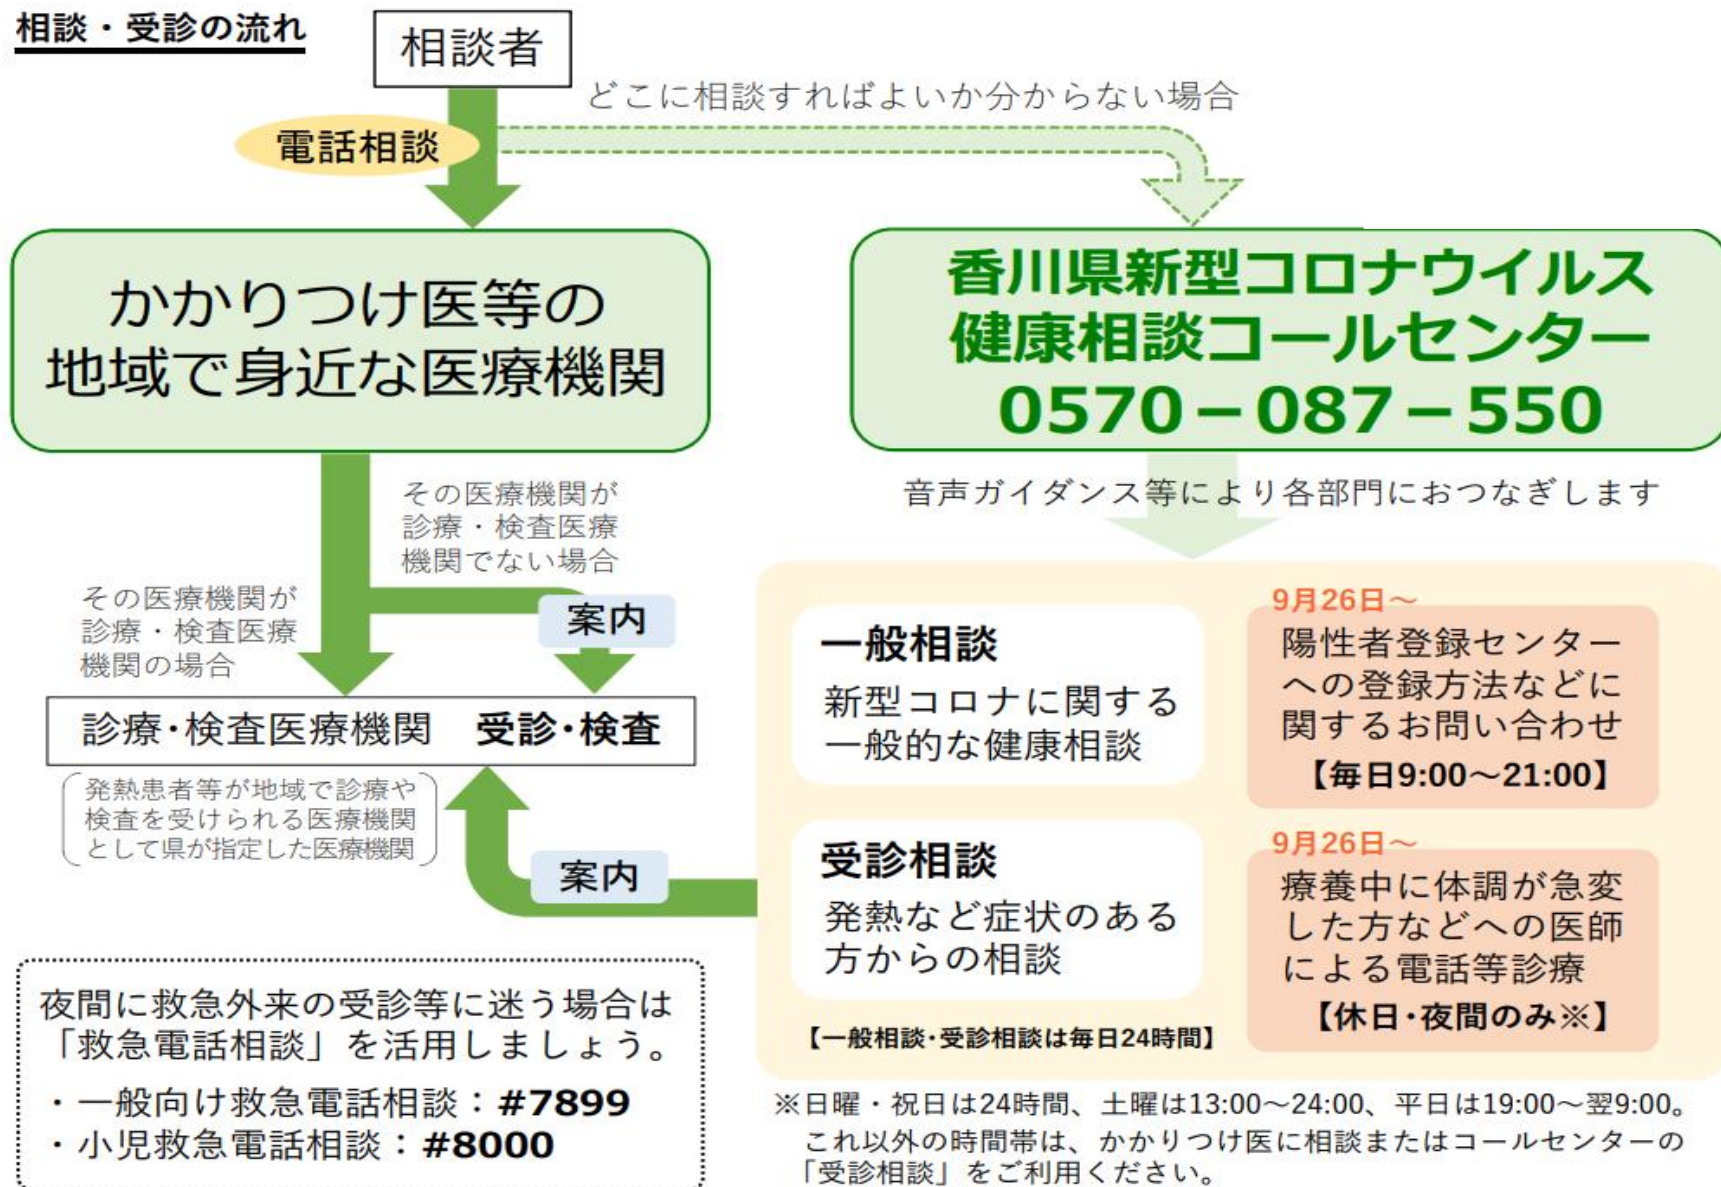 相談・受診の流れ
相談者
どこに相談すればよいか分からない場合
電話相談
かかりつけ医等の
地域で身近な医療機関
香川県新型コロナウイルス
健康相談コールセンター
0570－087－550
その医療機関が
診療・検査医療
機関でない場合
音声ガイダンス等により各部門におつなぎします
その医療機関が
診療・検査医療
機関の場合
案内
診療・検査医療機関　受診・検査
発熱患者等が地域で診療や
検査を受けられる医療機関
として県が指定した医療機関
案内
一般相談
新型コロナに関する
一般的な健康相談
受診相談
発熱など症状のある
方からの相談
【一般相談・受診相談は毎日24時間】
9月26日～
陽性者登録センター
への登録方法などに
関するお問い合わせ
【毎日9:00～21:00】
9月26日～
療養中に体調が急変
した方などへの医師
による電話等診療
【休日・夜間のみ※】
夜間に救急外来の受診等に迷う場合は
「救急電話相談」を活用しましょう。
・一般向け救急電話相談：#7899
・小児救急電話相談：#8000
※日曜・祝日は24時間、土曜は13:00～24:00、平日は19:00～翌9:00。
これ以外の時間帯は、かかりつけ医に相談またはコールセンターの
「受診相談」をご利用ください。